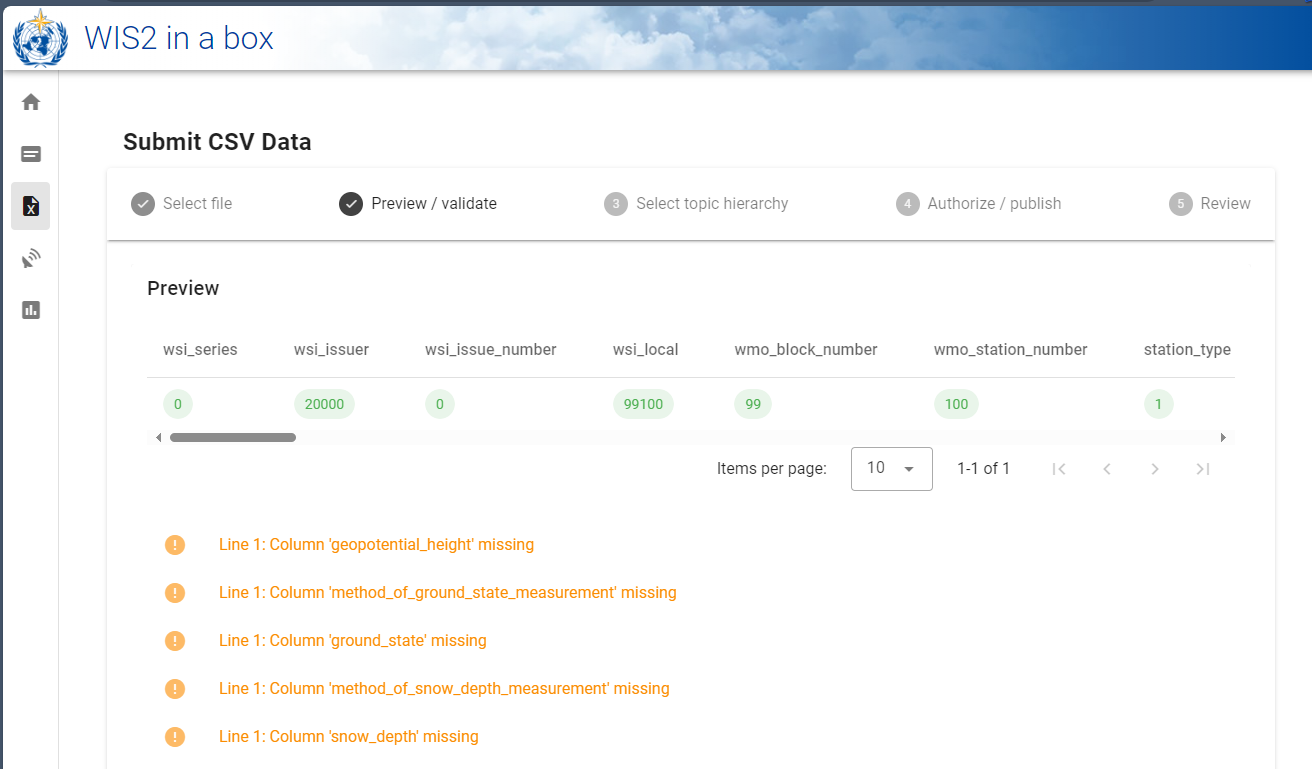 WIS2 in a box
Submit CSV Data
Select file Preview / validate 3 Select topic hierarchy 4 Authorize / publish 5 Review
Preview
wsi_series wsi_issuer wsi_issue_number wsi_local wmo_block_number wmo_station_number station_type
0 20000 0 99100 99 100 1
Items per page: 10 1-1 of 1
Line 1: Column 'geopotential_height' missing
Line 1: Column 'method_of_ground_state_measurement' missing
Line 1: Column 'ground_state' missing
Line 1: Column 'method_of_snow_depth_measurement' missing
Line 1: Column 'snow_depth' missing